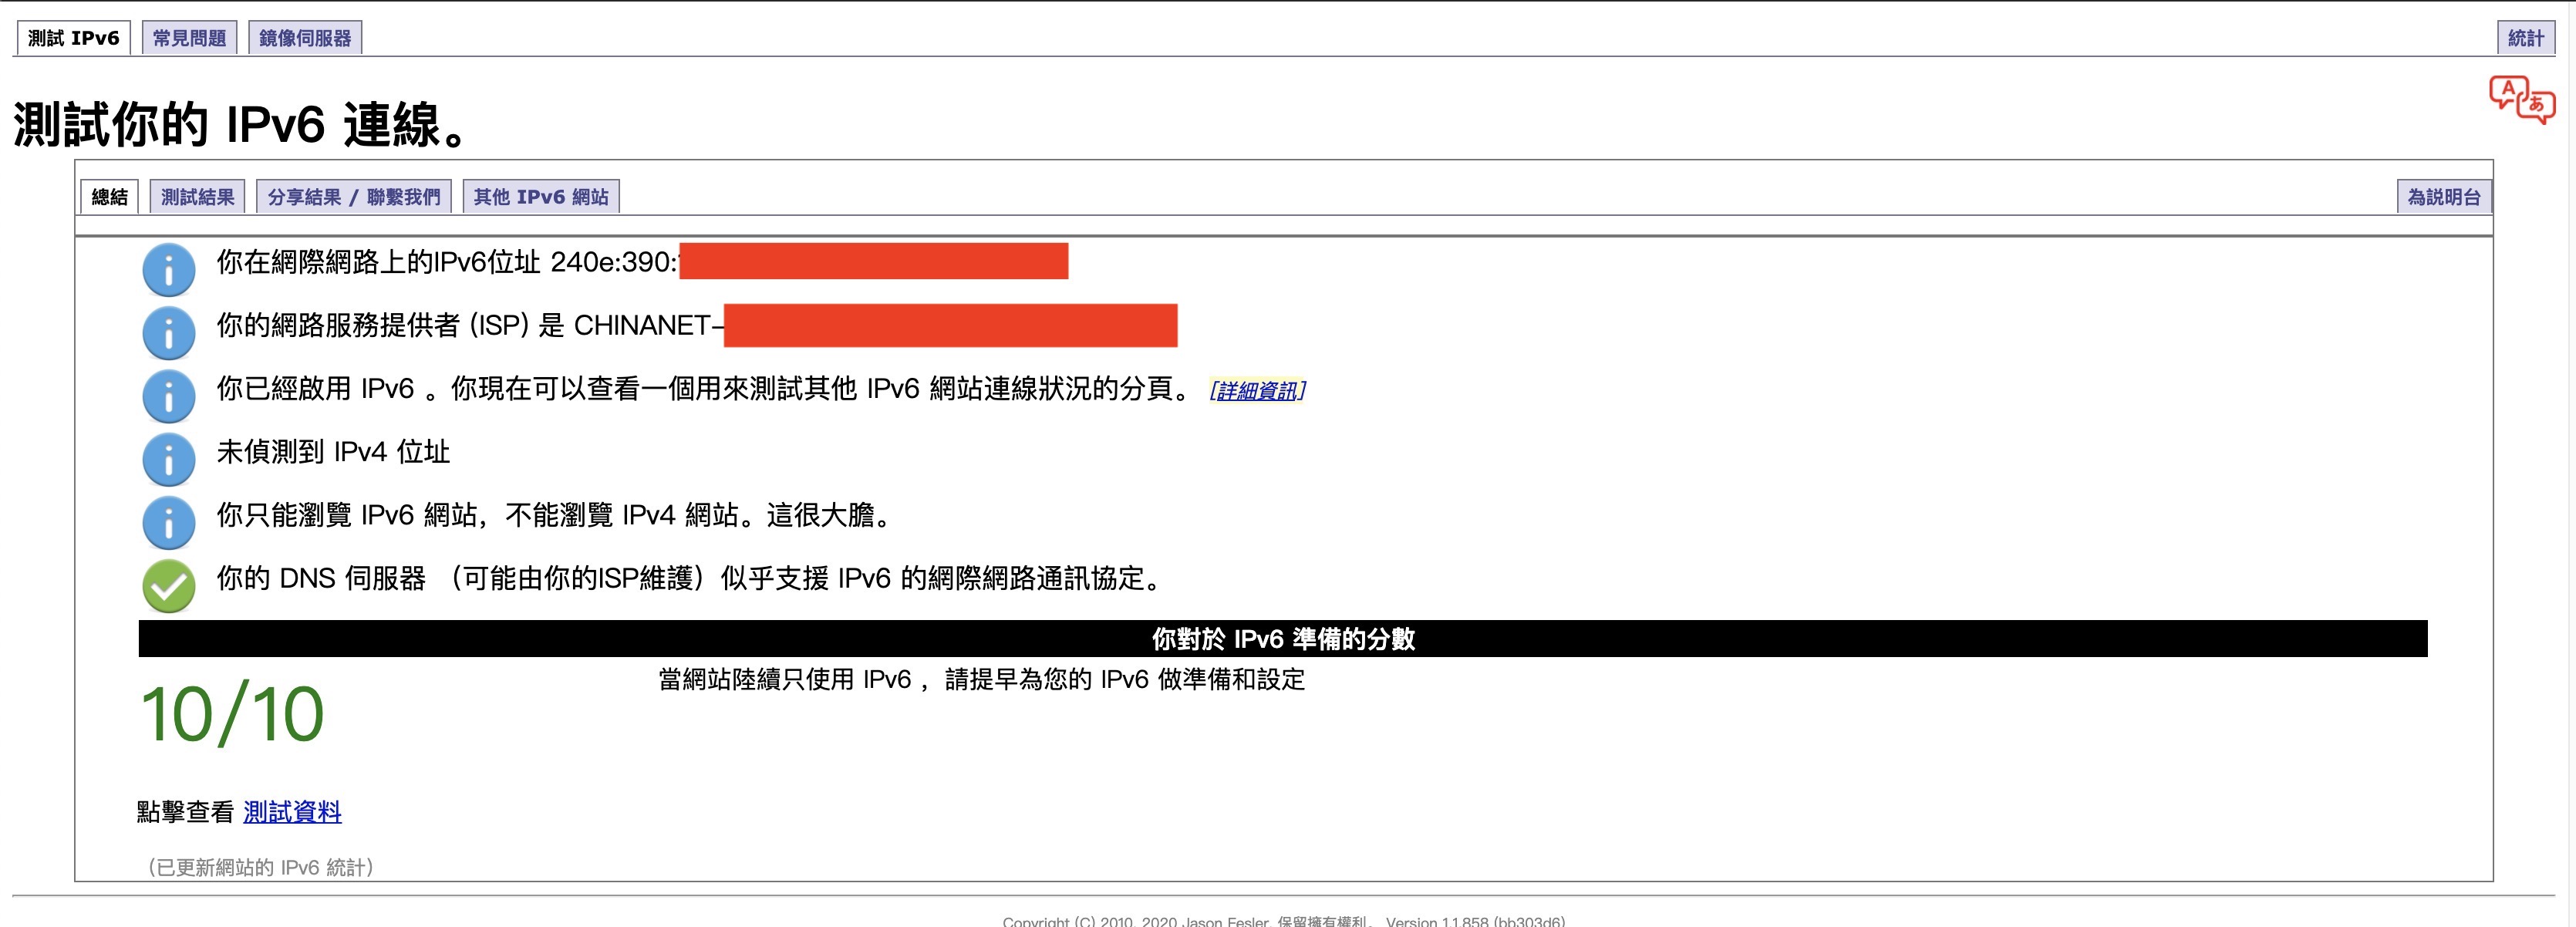 測試 IPv6 常見問題 鏡像伺服器 統計
測試你的 IPv6 連線。
總結 測試結果 分享結果 / 聯繫我們 其他 IPv6 網站 為説明台
你在網際網路上的IPv6位址 240e:390:
你的網路服務提供者 (ISP) 是 CHINANET-
你已經啟用 IPv6 。你現在可以查看一個用來測試其他 IPv6 網站連線狀況的分頁。 [詳細資訊]
未偵測到 IPv4 位址
你只能瀏覽 IPv6 網站，不能瀏覽 IPv4 網站。這很大膽。
你的 DNS 伺服器 （可能由你的ISP維護）似乎支援 IPv6 的網際網路通訊協定。
你對於 IPv6 準備的分數
10/10
當網站陸續只使用 IPv6 ，請提早為您的 IPv6 做準備和設定
點擊查看 測試資料
（已更新網站的 IPv6 統計）
Copyright (C) 2010, 2020 Jason Fesler. 保留擁有權利。 Version 1.1.858 (bb303d6)